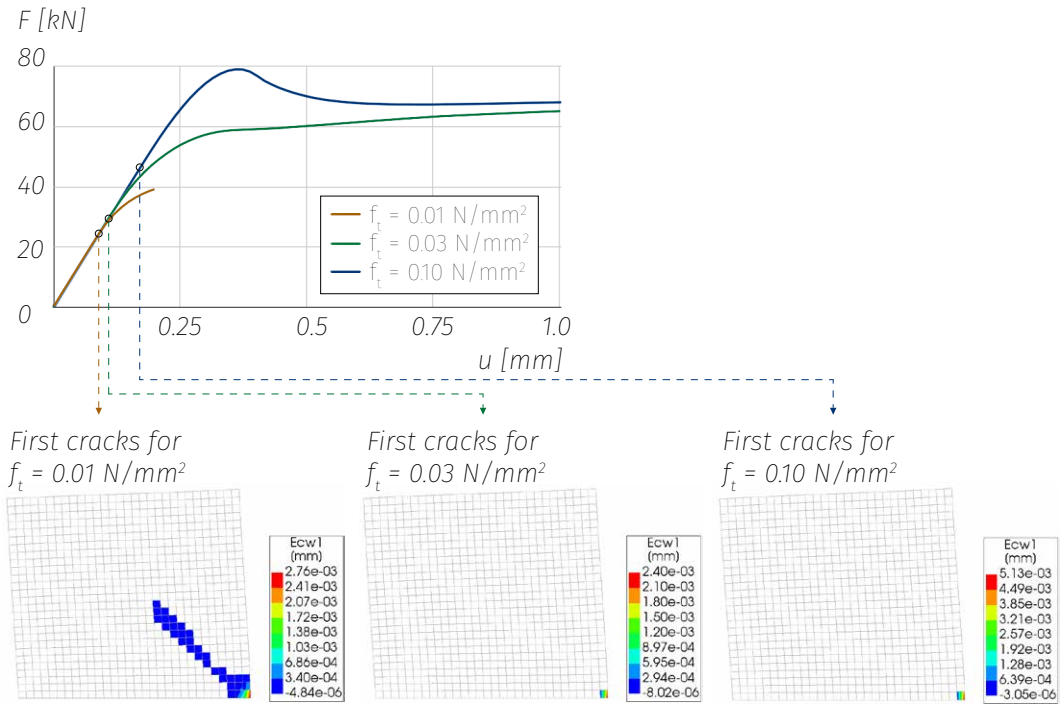 F [kN]
80
60
40
20
0
0.25
0.5
0.75
1.0
u [mm]
f_t = 0.01 N/mm²
f_t = 0.03 N/mm²
f_t = 0.10 N/mm²
First cracks for
f_t = 0.01 N/mm²
First cracks for
f_t = 0.03 N/mm²
First cracks for
f_t = 0.10 N/mm²
Ecw1
(mm)
2.76e-03
2.41e-03
2.07e-03
1.72e-03
1.38e-03
1.03e-03
6.86e-04
3.40e-04
-4.84e-06
Ecw1
(mm)
2.40e-03
2.10e-03
1.80e-03
1.50e-03
1.20e-03
8.97e-04
5.95e-04
2.94e-04
-8.02e-06
Ecw1
(mm)
5.13e-03
4.49e-03
3.85e-03
3.21e-03
2.57e-03
1.92e-03
1.28e-03
6.39e-04
-3.05e-06